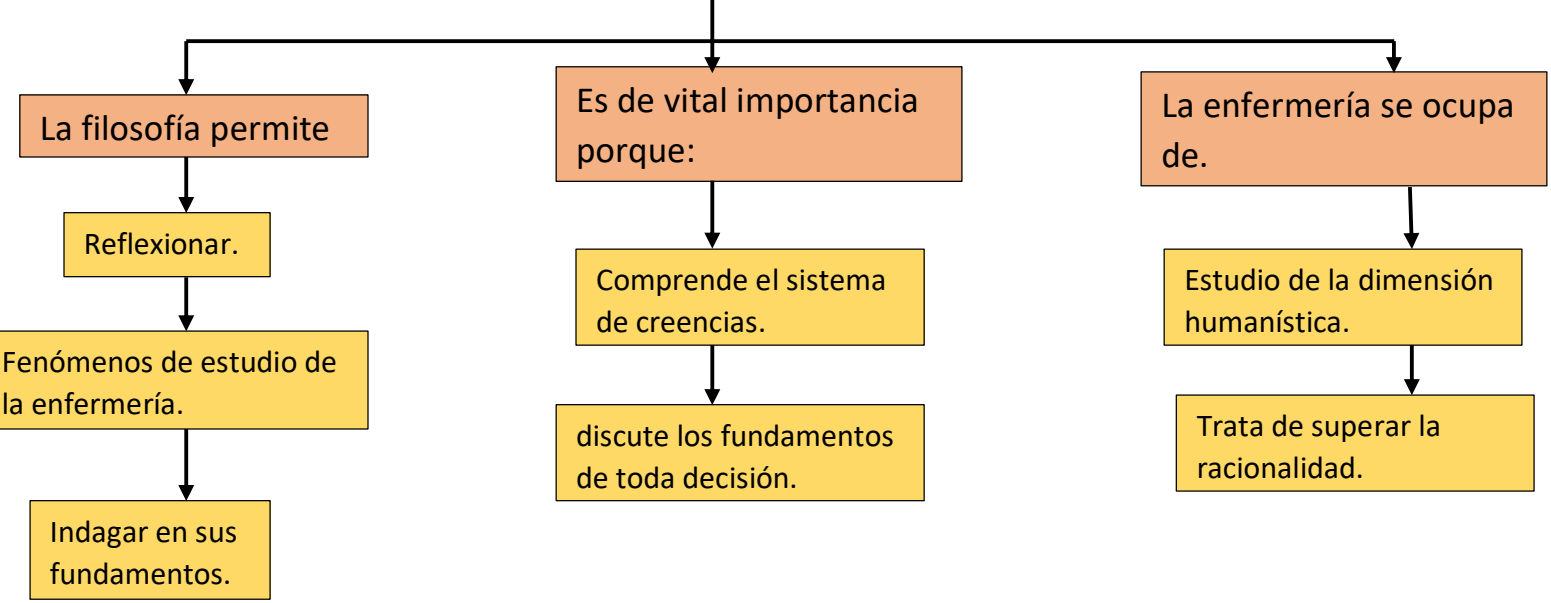 La filosofía permite
Reflexionar.
Fenómenos de estudio de
la enfermería.
Indagar en sus
fundamentos.
Es de vital importancia
porque:
Comprende el sistema
de creencias.
discute los fundamentos
de toda decisión.
La enfermería se ocupa
de.
Estudio de la dimensión
humanística.
Trata de superar la
racionalidad.